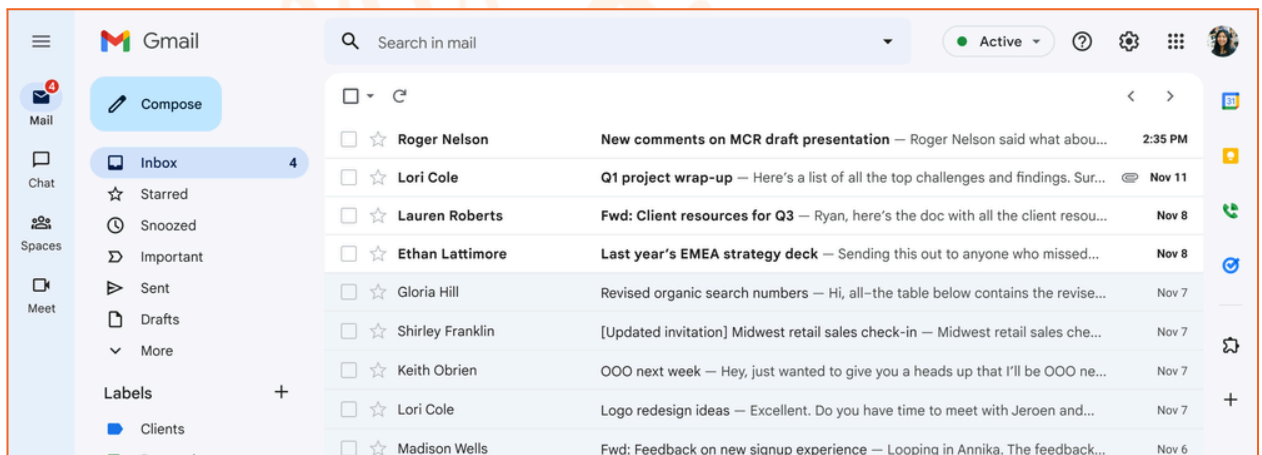 Gmail
Search in mail
Active
4
Mail
Chat
Spaces
Meet
Compose
Inbox 4
Starred
Snoozed
Important
Sent
Drafts
More
Labels
Clients
Roger Nelson New comments on MCR draft presentation — Roger Nelson said what abou... 2:35 PM
Lori Cole Q1 project wrap-up — Here's a list of all the top challenges and findings. Sur... Nov 11
Lauren Roberts Fwd: Client resources for Q3 — Ryan, here's the doc with all the client resou... Nov 8
Ethan Lattimore Last year's EMEA strategy deck — Sending this out to anyone who missed... Nov 8
Gloria Hill Revised organic search numbers — Hi, all–the table below contains the revise... Nov 7
Shirley Franklin [Updated invitation] Midwest retail sales check-in — Midwest retail sales che... Nov 7
Keith Obrien OOO next week — Hey, just wanted to give you a heads up that I'll be OOO ne... Nov 7
Lori Cole Logo redesign ideas — Excellent. Do you have time to meet with Jeroen and... Nov 7
Madison Wells Fwd: Feedback on new signup experience — Looping in Annika. The feedback... Nov 6
31